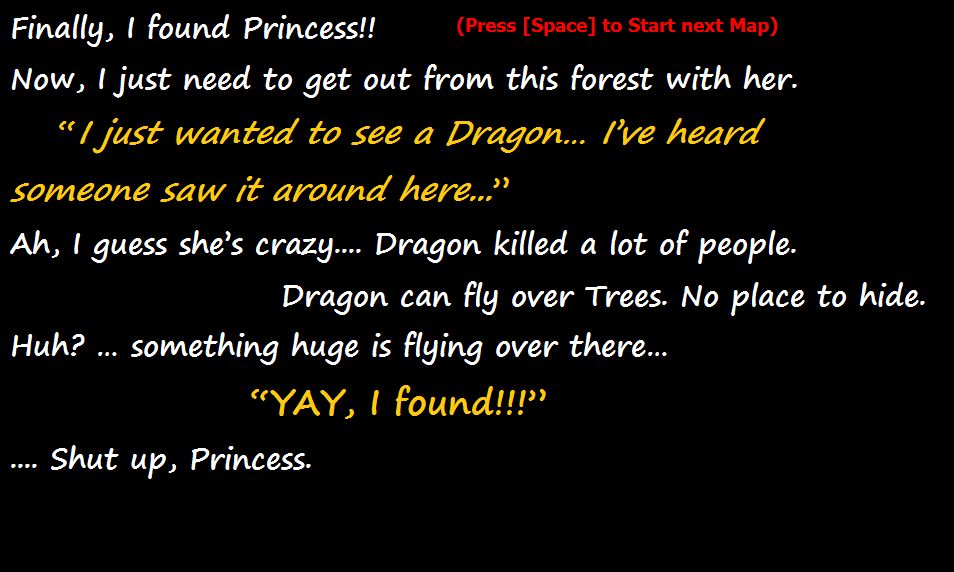 Finally, I found Princess!! (Press [Space] to Start next Map)
Now, I just need to get out from this forest with her.
“ I just wanted to see a Dragon... I’ve heard
someone saw it around here...”
Ah, I guess she’s crazy.... Dragon killed a lot of people.
Dragon can fly over Trees. No place to hide.
Huh? ... something huge is flying over there...
“YAY, I found!!!”
.... Shut up, Princess.